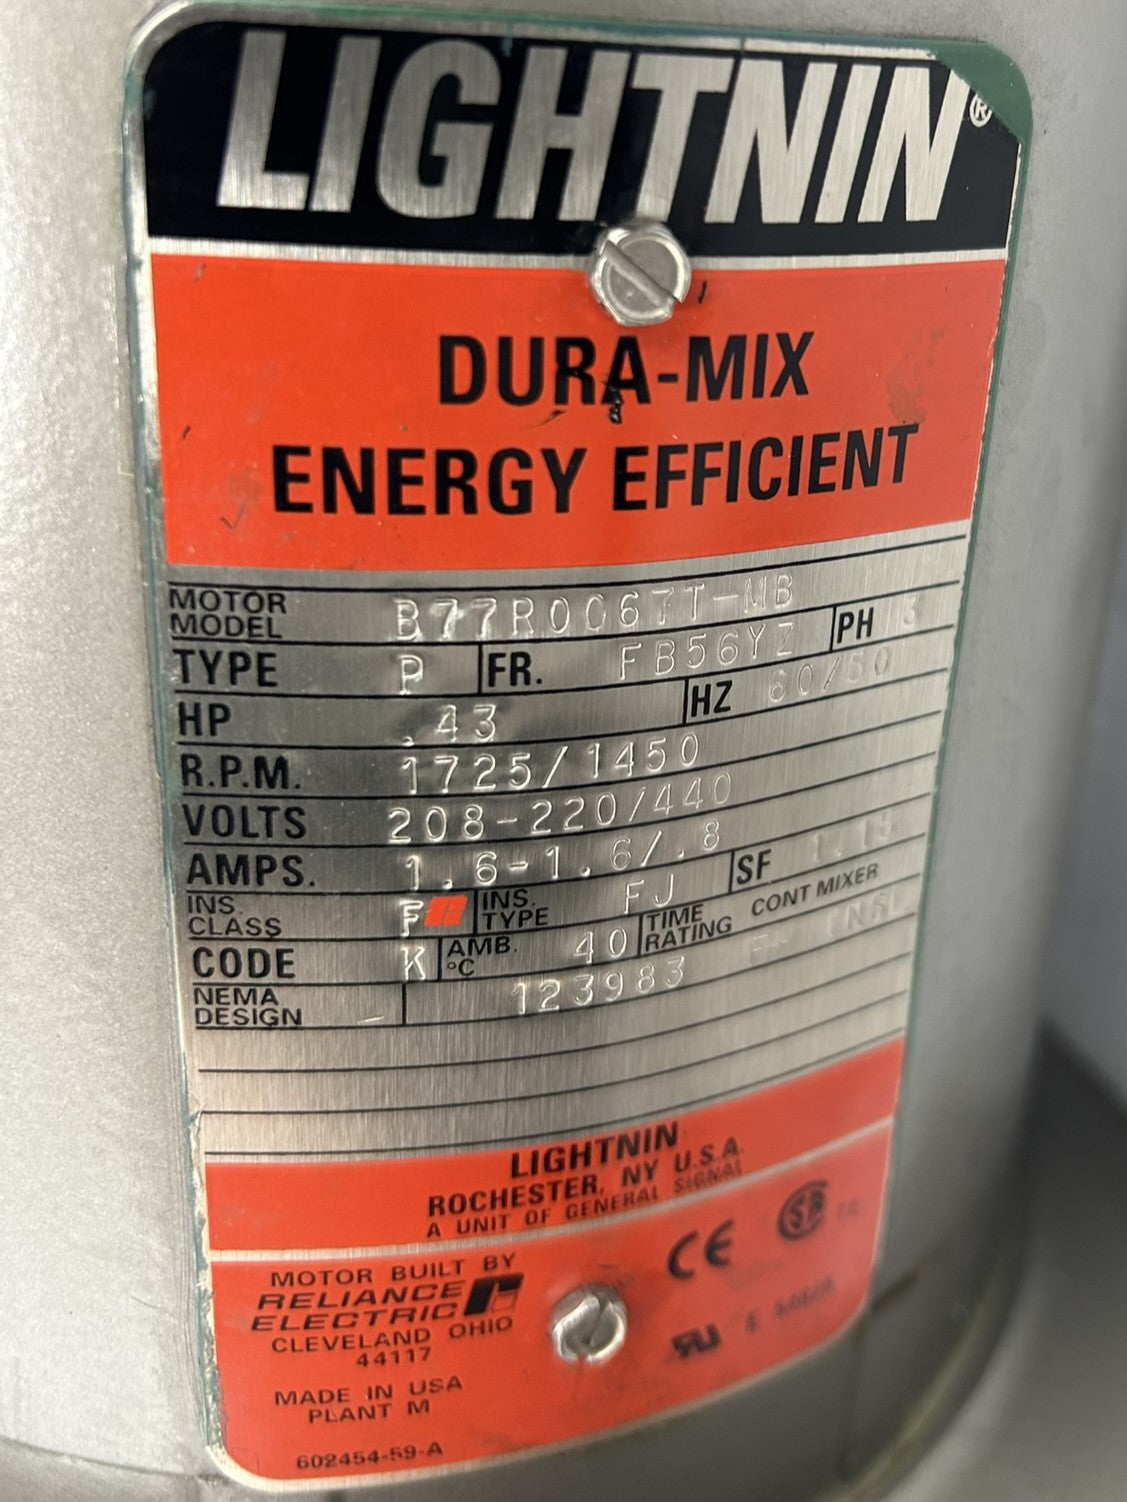 LIGHTNIN®
DURA-MIX
ENERGY EFFICIENT
MOTOR MODEL B77R0067T-MB
TYPE P FR. FB56YZ PH 3
HP .43 HZ 60/50
R.P.M. 1725/1450
VOLTS 208-220/440
AMPS. 1.6-1.6/.8
INS. CLASS F INS. TYPE FJ SF 1.15
CODE K AMB. °C 40 TIME RATING CONT MIXER
NEMA DESIGN - 123983
LIGHTNIN
ROCHESTER, NY U.S.A.
A UNIT OF GENERAL SIGNAL
MOTOR BUILT BY
RELIANCE
ELECTRIC
CLEVELAND OHIO
44117
MADE IN USA
PLANT M
602454-59-A
CE